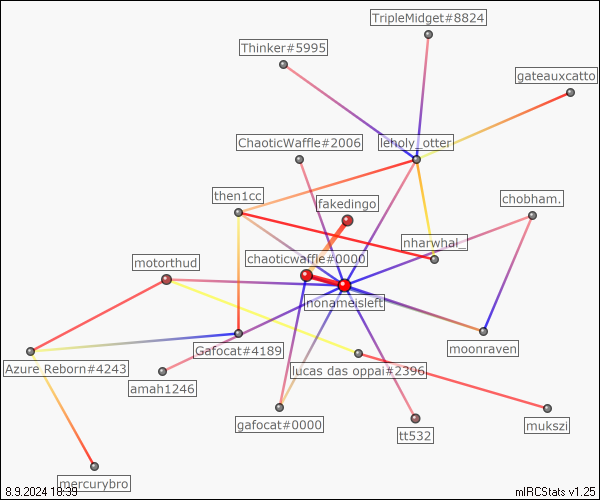 TripleMidget#8824
Thinker#5995
gateauxcatto
ChaoticWaffle#2006
leholy_otter
then1cc
chobham.
fakedingo
nharwhal_
chaoticwaffle#0000
motorthud
nonameisleft
Gafocat#4189
moonraven
Azure Reborn#4243
lucas das oppai#2396
amah1246
gafocat#0000
mukszi
tt532
mercurybro
8.9.2024 18:39
mIRCStats v1.25